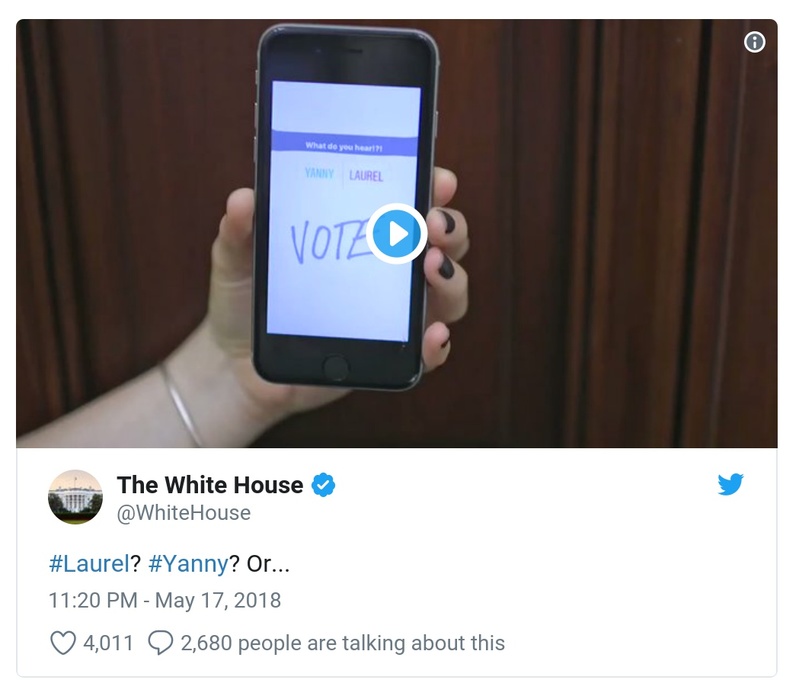 What do you hear!?!
YANNY LAUREL
VOTE
The White House
@WhiteHouse
#Laurel? #Yanny? Or...
11:20 PM - May 17, 2018
4,011 2,680 people are talking about this